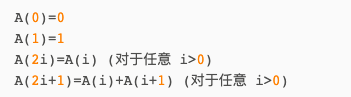 A(0)=0
A(1)=1
A(2i)=A(i) (对于任意 i>0)
A(2i+1)=A(i)+A(i+1) (对于任意 i>0)